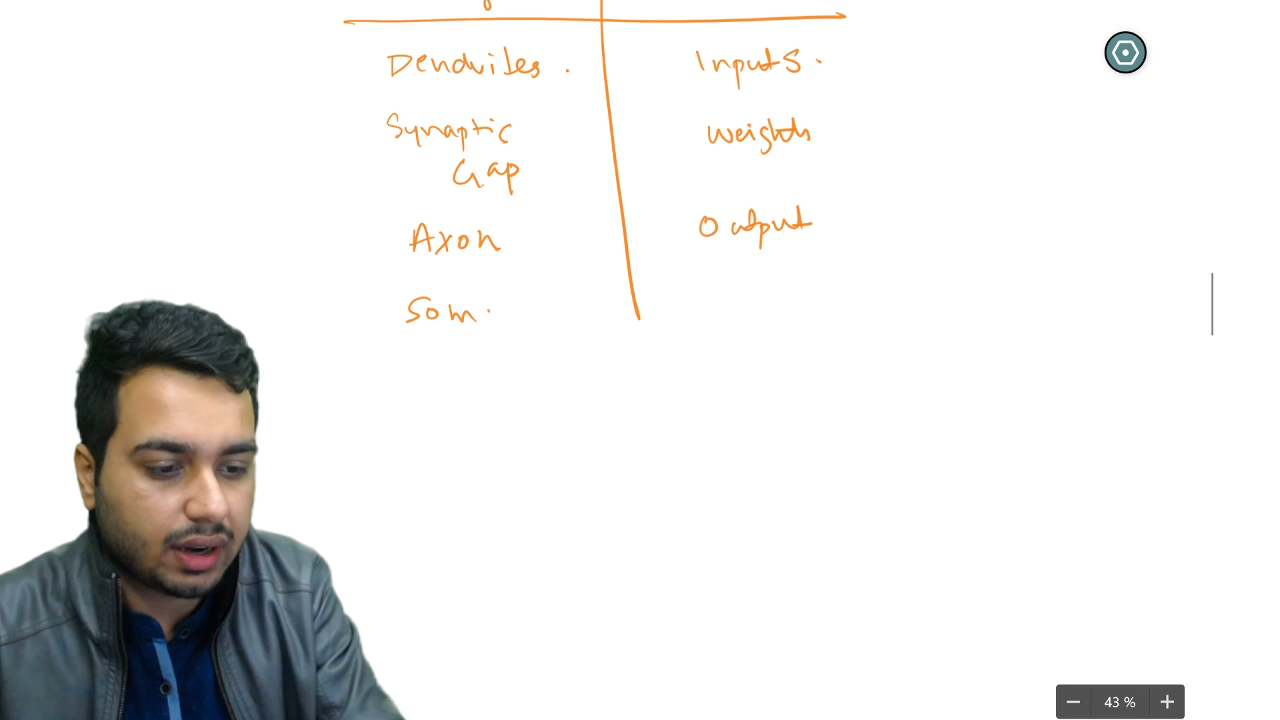 Dendrites. Inputs.
Synaptic weights
Gap
Axon Output
Som.
43 %